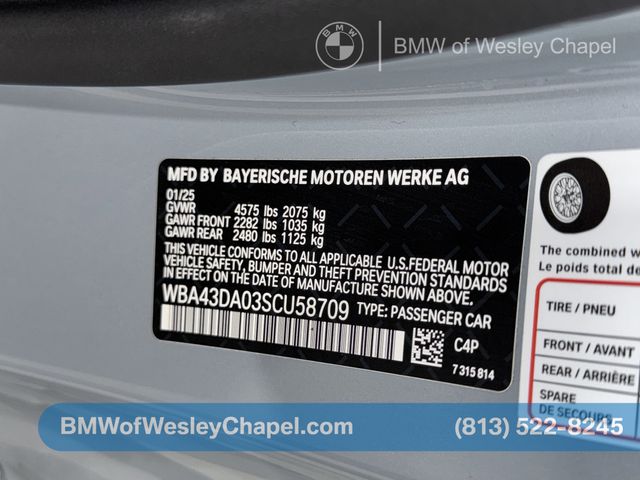 BMW
BMW of Wesley Chapel
MFD BY BAYERISCHE MOTOREN WERKE AG
01/25
GVWR 4575 lbs 2075 kg
GAWR FRONT 2282 lbs 1035 kg
GAWR REAR 2480 lbs 1125 kg
THIS VEHICLE CONFORMS TO ALL APPLICABLE U.S.FEDERAL MOTOR
VEHICLE SAFETY, BUMPER AND THEFT PREVENTION STANDARDS
IN EFFECT ON THE DATE OF MANUFACTURE SHOWN ABOVE.
WBA43DA03SCU58709 TYPE: PASSENGER CAR
C4P
7 315 814
The combined w
Le poids total de
TIRE / PNEU
FRONT / AVANT
REAR / ARRIÈRE
SPARE
DE SECOURS
BMWofWesleyChapel.com
(813) 522-8245